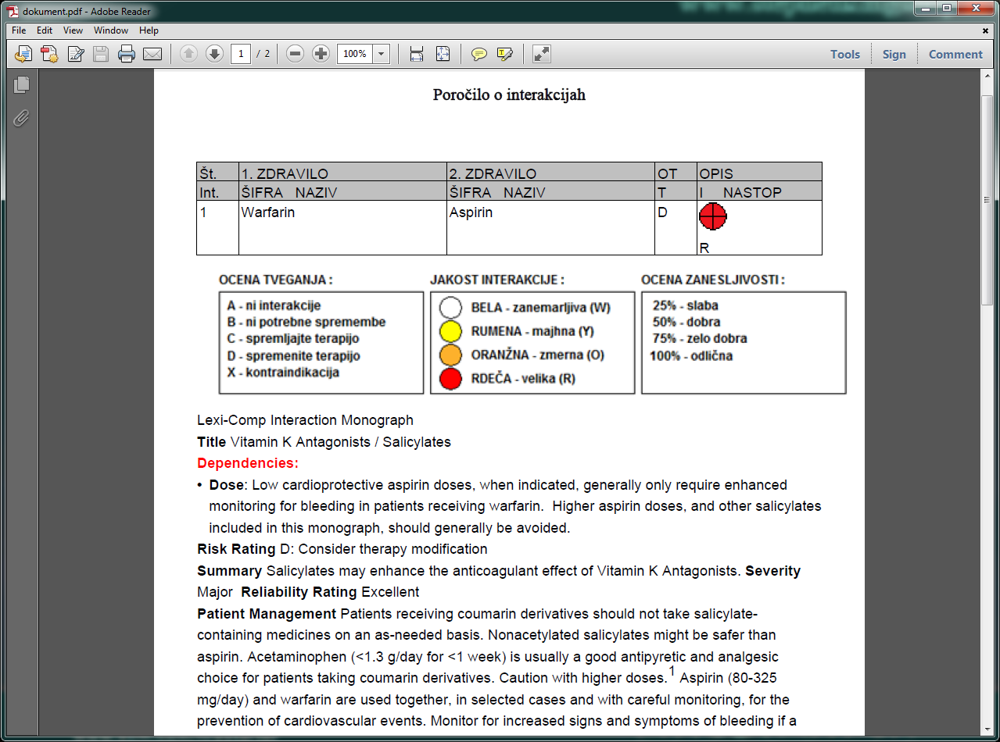 dokument.pdf - Adobe Reader
File Edit View Window Help
1 / 2 100% Tools Sign Comment
Poročilo o interakcijah
Št. 1. ZDRAVILO 2. ZDRAVILO OT OPIS
Int. ŠIFRA NAZIV ŠIFRA NAZIV T I NASTOP
1 Warfarin Aspirin D
R
OCENA TVEGANJA : JAKOST INTERAKCIJE : OCENA ZANESLJIVOSTI :
A - ni interakcije BELA - zanemarljiva (W) 25% - slaba
B - ni potrebne spremembe RUMENA - majhna (Y) 50% - dobra
C - spremljajte terapijo ORANŽNA - zmerna (O) 75% - zelo dobra
D - spremenite terapijo RDEČA - velika (R) 100% - odlična
X - kontraindikacija
Lexi-Comp Interaction Monograph
Title Vitamin K Antagonists / Salicylates
Dependencies:
• Dose: Low cardioprotective aspirin doses, when indicated, generally only require enhanced
monitoring for bleeding in patients receiving warfarin. Higher aspirin doses, and other salicylates
included in this monograph, should generally be avoided.
Risk Rating D: Consider therapy modification
Summary Salicylates may enhance the anticoagulant effect of Vitamin K Antagonists. Severity
Major Reliability Rating Excellent
Patient Management Patients receiving coumarin derivatives should not take salicylate-
containing medicines on an as-needed basis. Nonacetylated salicylates might be safer than
aspirin. Acetaminophen (<1.3 g/day for <1 week) is usually a good antipyretic and analgesic
choice for patients taking coumarin derivatives. Caution with higher doses.1 Aspirin (80-325
mg/day) and warfarin are used together, in selected cases and with careful monitoring, for the
prevention of cardiovascular events. Monitor for increased signs and symptoms of bleeding if a